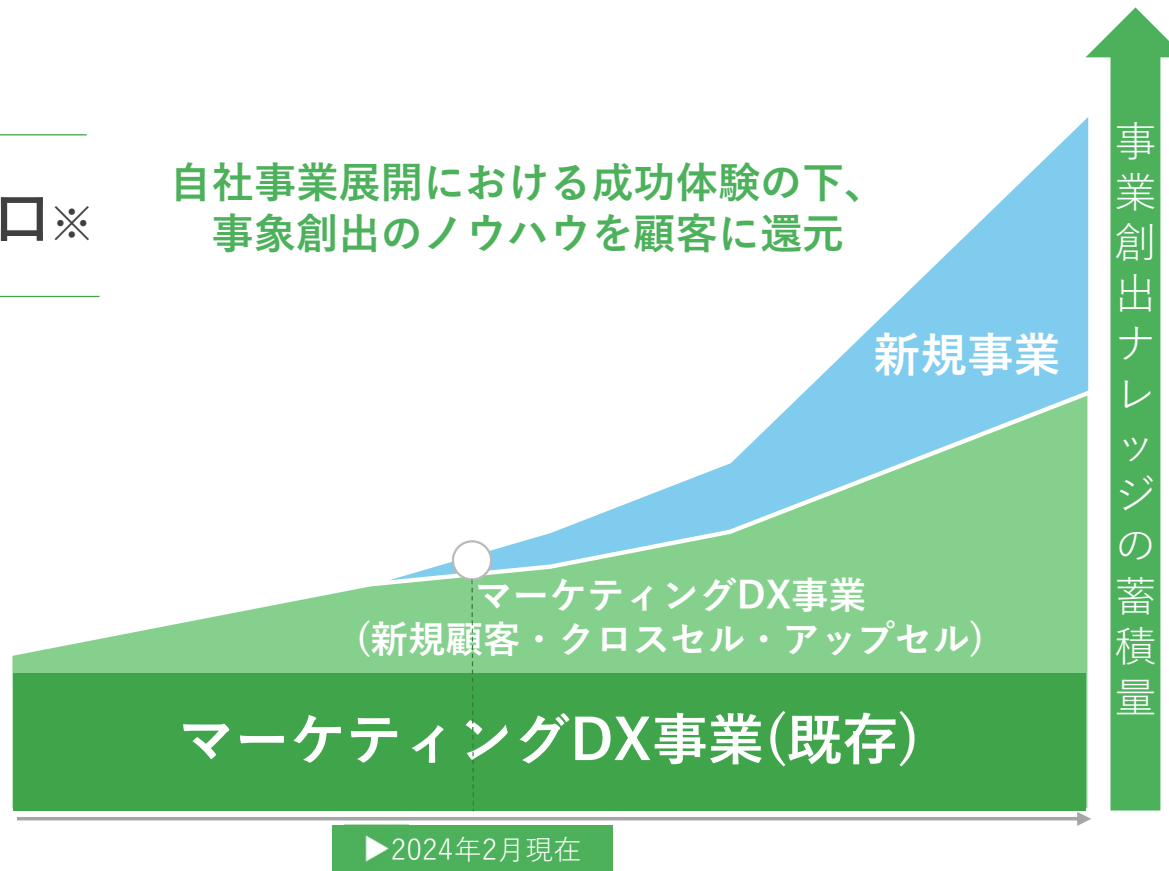 自社事業展開における成功体験の下、
事象創出のノウハウを顧客に還元
口※
事業創出ナレッジの蓄積量
新規事業
マーケティングDX事業
(新規顧客・クロスセル・アップセル)
マーケティングDX事業(既存)
▶2024年2月現在